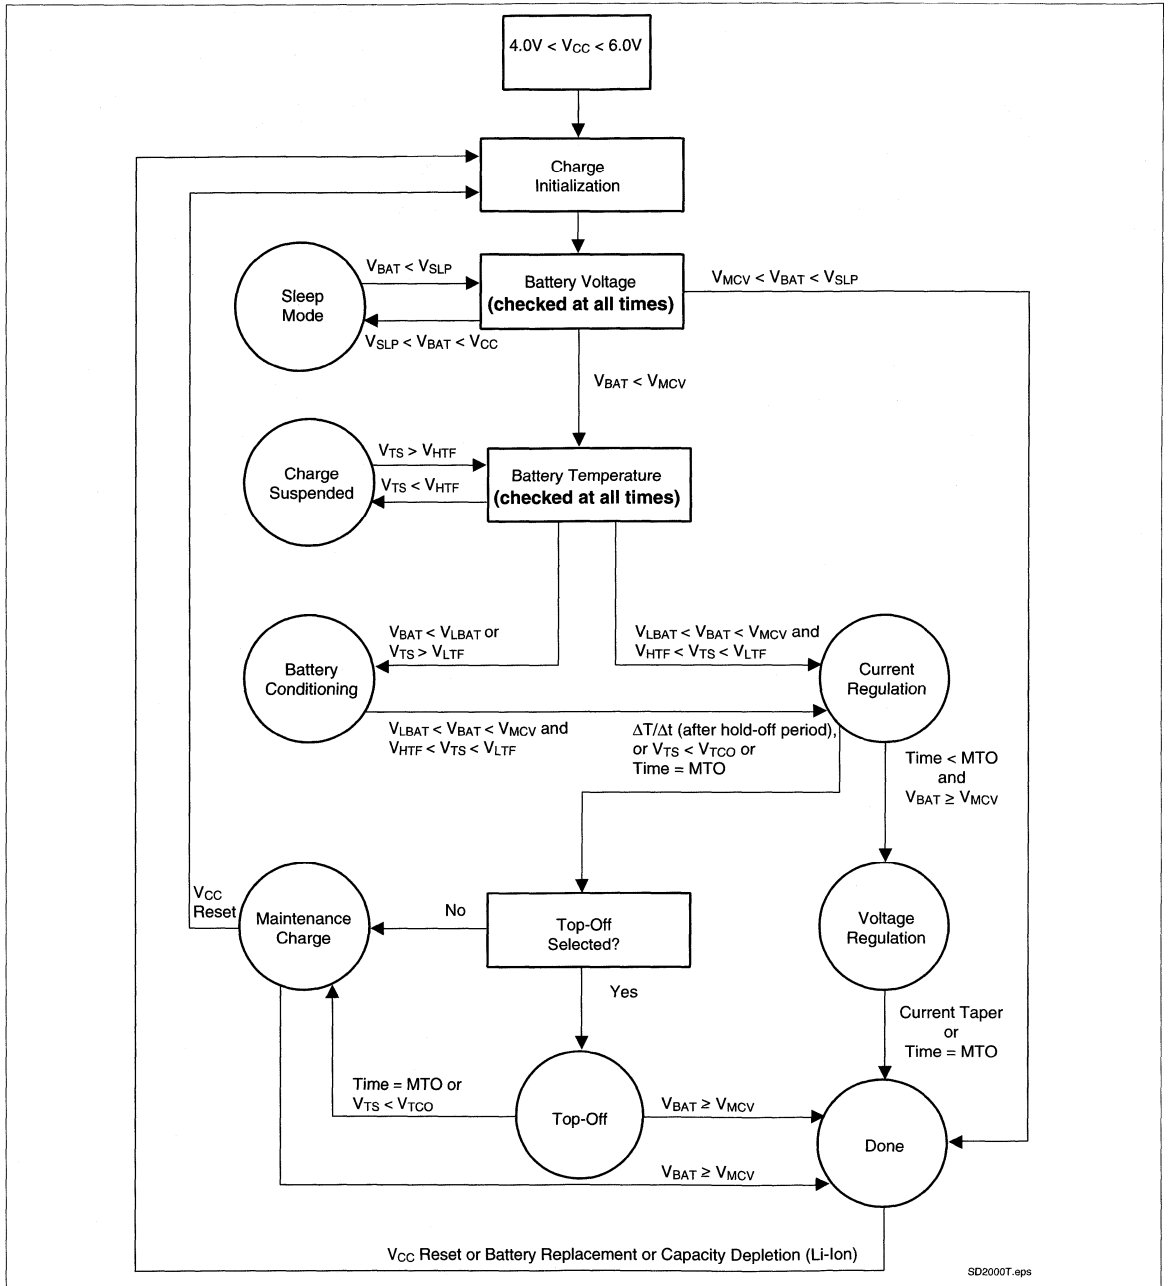 4.0V < VCC < 6.0V
Charge
Initialization
VBAT < VSLP
Sleep
Mode
Battery Voltage
(checked at all times)
VMCV < VBAT < VSLP
VSLP < VBAT < VCC
VBAT < VMCV
Charge
Suspended
VTS > VHTF
VTS < VHTF
Battery Temperature
(checked at all times)
VBAT < VLBAT or
VTS > VLTF
VLBAT < VBAT < VMCV and
VHTF < VTS < VLTF
Battery
Conditioning
Current
Regulation
VLBAT < VBAT < VMCV and
VHTF < VTS < VLTF
ΔT/Δt (after hold-off period),
or VTS < VTCO or
Time = MTO
Time < MTO
and
VBAT ≥ VMCV
VCC
Reset
Maintenance
Charge
No
Top-Off
Selected?
Voltage
Regulation
Yes
Current Taper
or
Time = MTO
Time = MTO or
VTS < VTCO
Top-Off
VBAT ≥ VMCV
Done
VBAT ≥ VMCV
VCC Reset or Battery Replacement or Capacity Depletion (Li-Ion)
SD2000T.eps